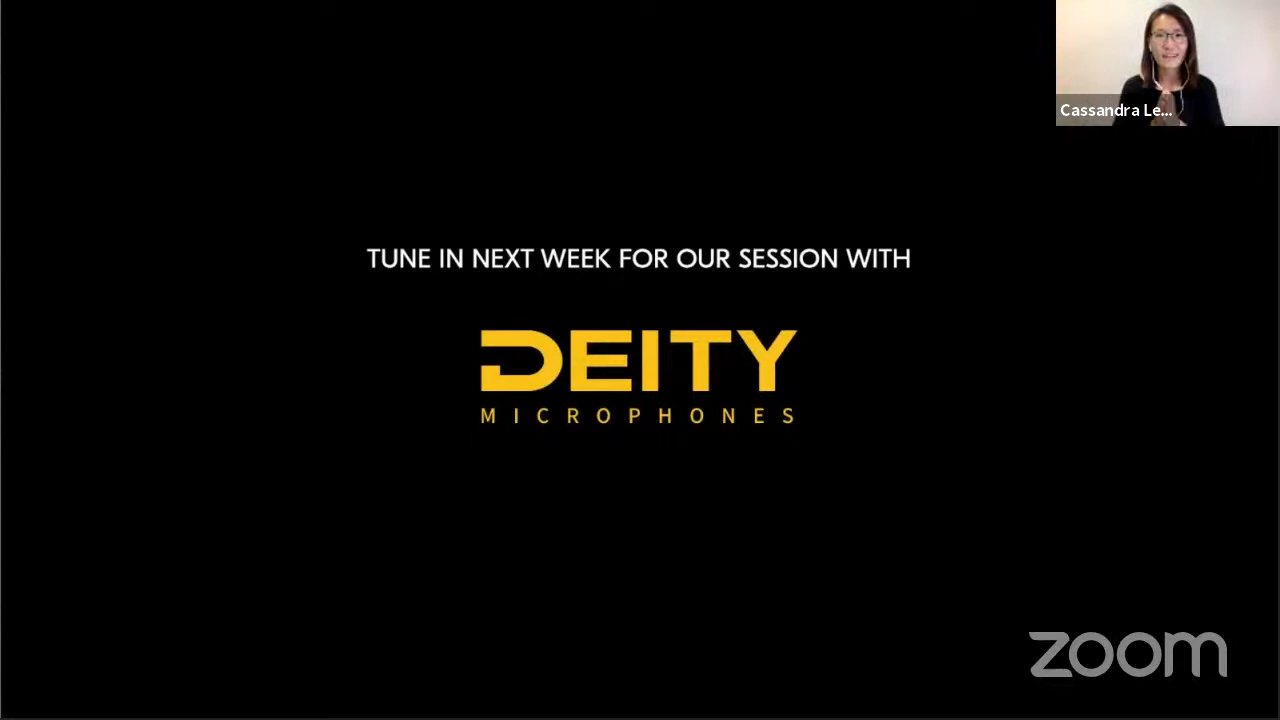 Cassandra Le...
TUNE IN NEXT WEEK FOR OUR SESSION WITH
DEITY
MICROPHONES
zoom